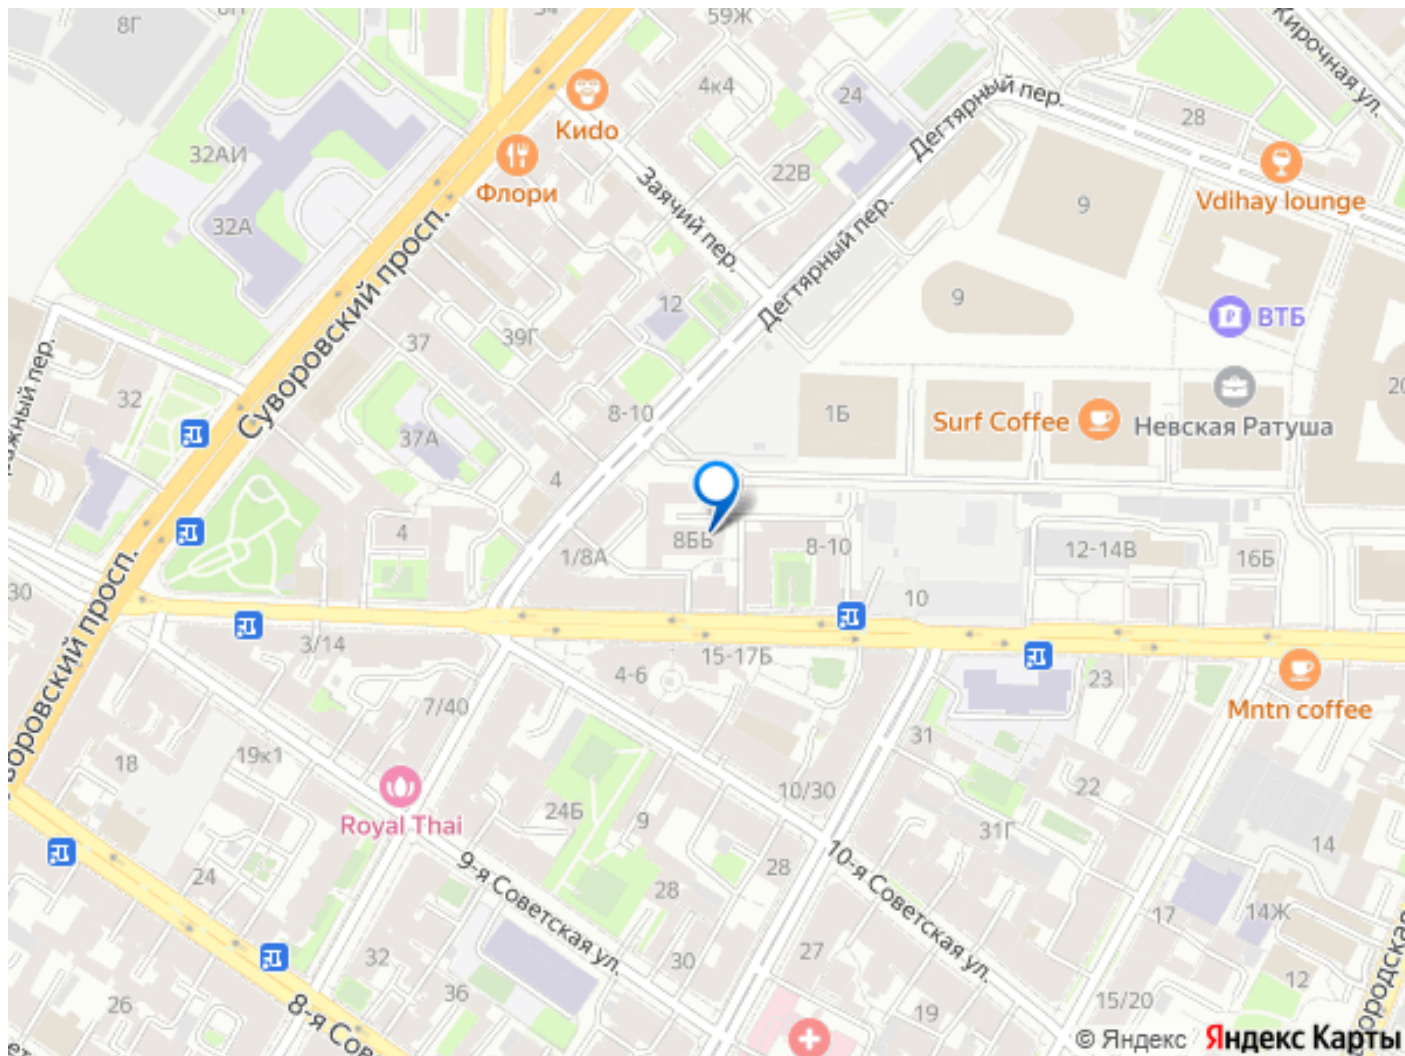 8Г
59Ж
Кирочная ул.
4к4
24
Дегтярный пер.
28
Кидо
32АИ
Флори
22В
Заячий пер.
Vdihay lounge
9
32А
Суворовский просп.
Дегтярный пер.
12
9
ВТБ
39Г
37
32
8-10
1Б
Surf Coffee
Невская Ратуша
37А
4
4
8ББ
8-10
1/8А
12-14В
16Б
30
Суворовский просп.
10
3/14
15-17Б
4-6
23
Mntn coffee
7/40
31
18
19к1
22
10/30
24Б
9
Royal Thai
31Г
14
9-я Советская ул.
28
10-я Советская ул.
24
28
17
14Ж
32
30
27
12
36
26
19
15/20
© Яндекс Яндекс Карты